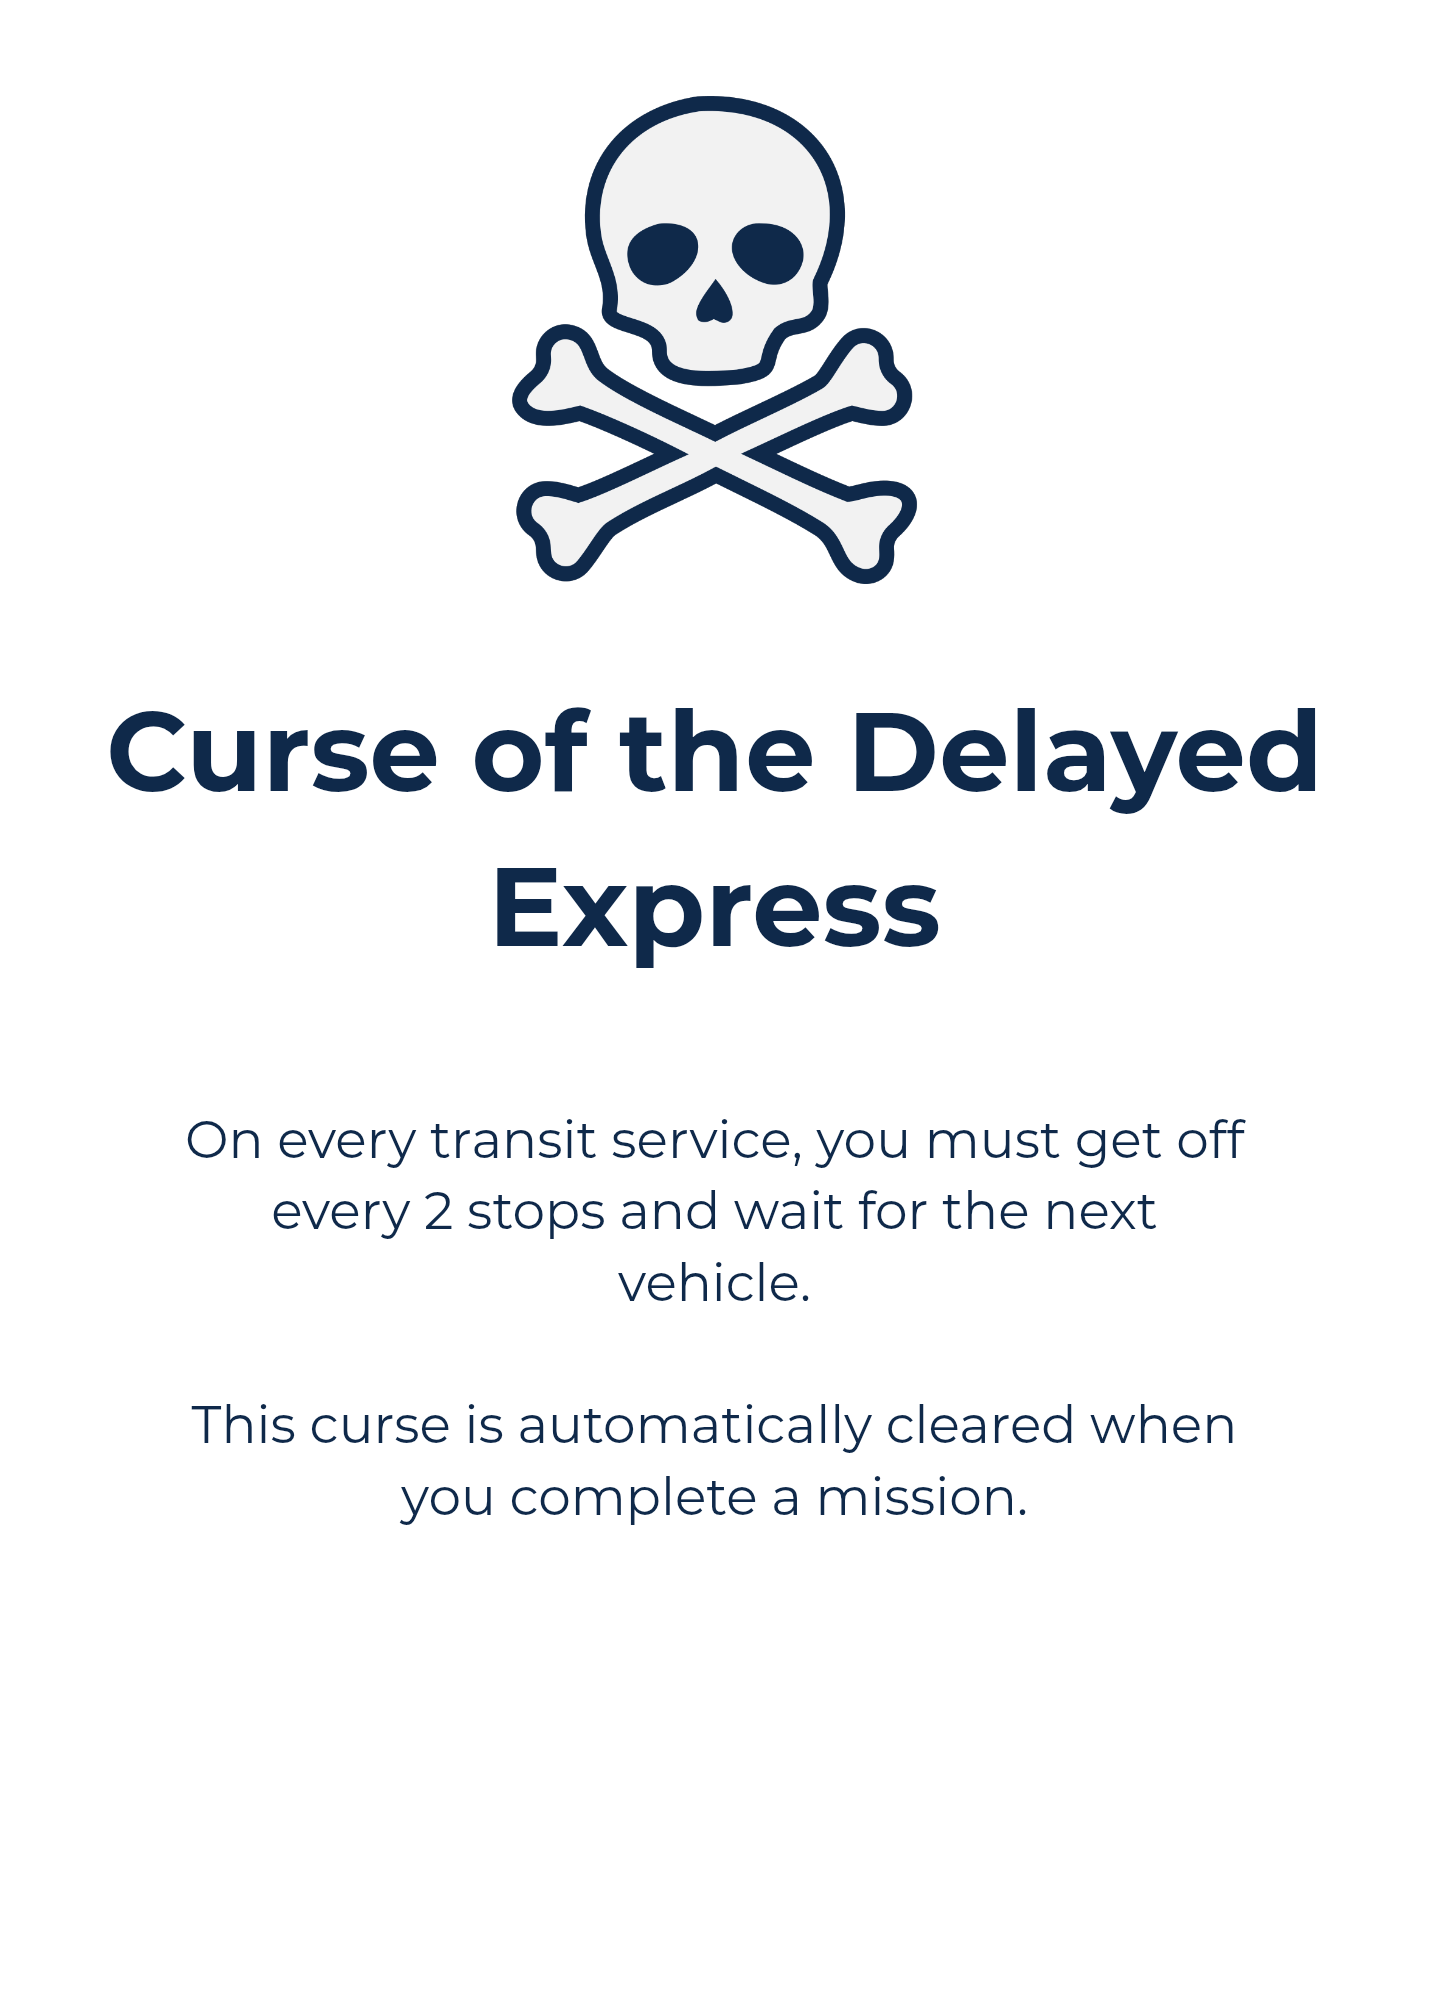 Curse of the Delayed
Express
On every transit service, you must get off
every 2 stops and wait for the next
vehicle.
This curse is automatically cleared when
you complete a mission.